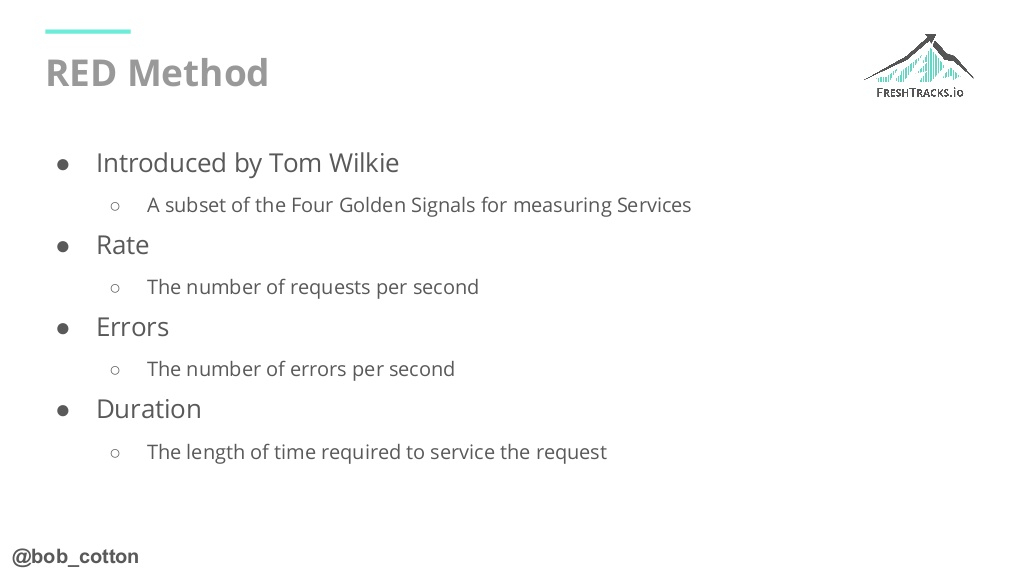 RED Method
FRESHTRACKS.io
● Introduced by Tom Wilkie
○ A subset of the Four Golden Signals for measuring Services
● Rate
○ The number of requests per second
● Errors
○ The number of errors per second
● Duration
○ The length of time required to service the request
@bob_cotton